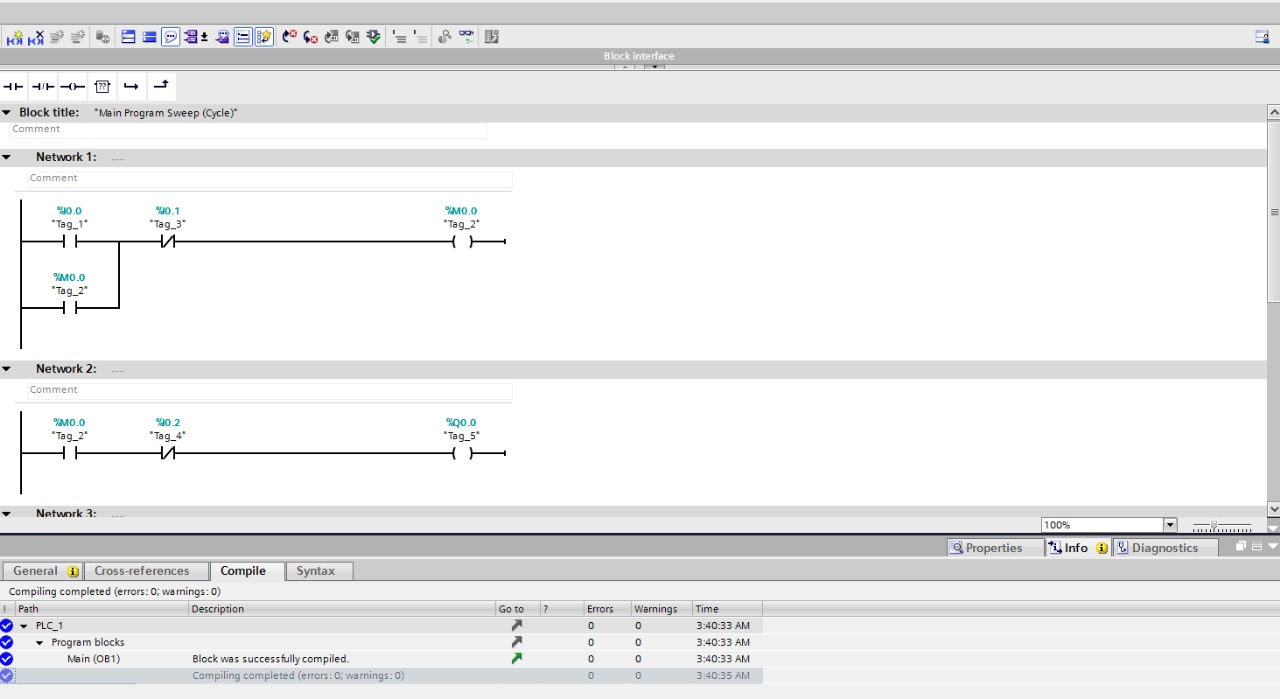 Block interface
??
Block title: "Main Program Sweep (Cycle)"
Comment
Network 1: .....
Comment
%I0.0 %I0.1 %M0.0
"Tag_1" "Tag_3" "Tag_2"
%M0.0
"Tag_2"
Network 2: .....
Comment
%M0.0 %I0.2 %Q0.0
"Tag_2" "Tag_4" "Tag_5"
Network 3: .....
100%
Properties Info Diagnostics
General Cross-references Compile Syntax
Compiling completed (errors: 0; warnings: 0)
! Path Description Go to ? Errors Warnings Time
PLC_1 0 0 3:40:33 AM
Program blocks 0 0 3:40:33 AM
Main (OB1) Block was successfully compiled. 0 0 3:40:33 AM
Compiling completed (errors: 0; warnings: 0) 0 0 3:40:35 AM